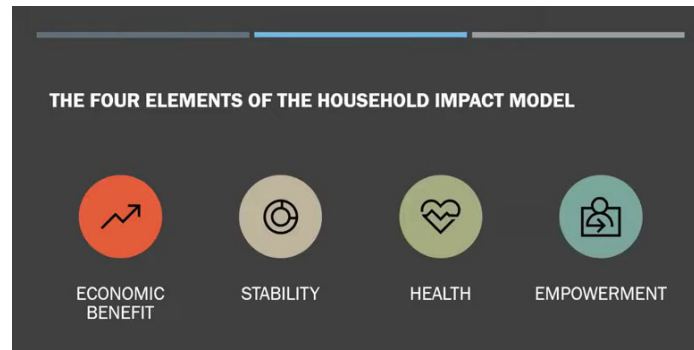 THE FOUR ELEMENTS OF THE HOUSEHOLD IMPACT MODEL
ECONOMIC
BENEFIT
STABILITY
HEALTH
EMPOWERMENT